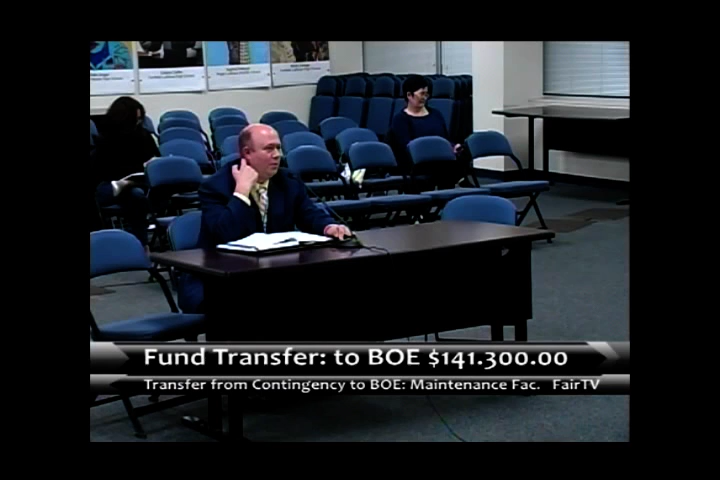 Fund Transfer: to BOE $141.300.00
Transfer from Contingency to BOE: Maintenance Fac. FairTV